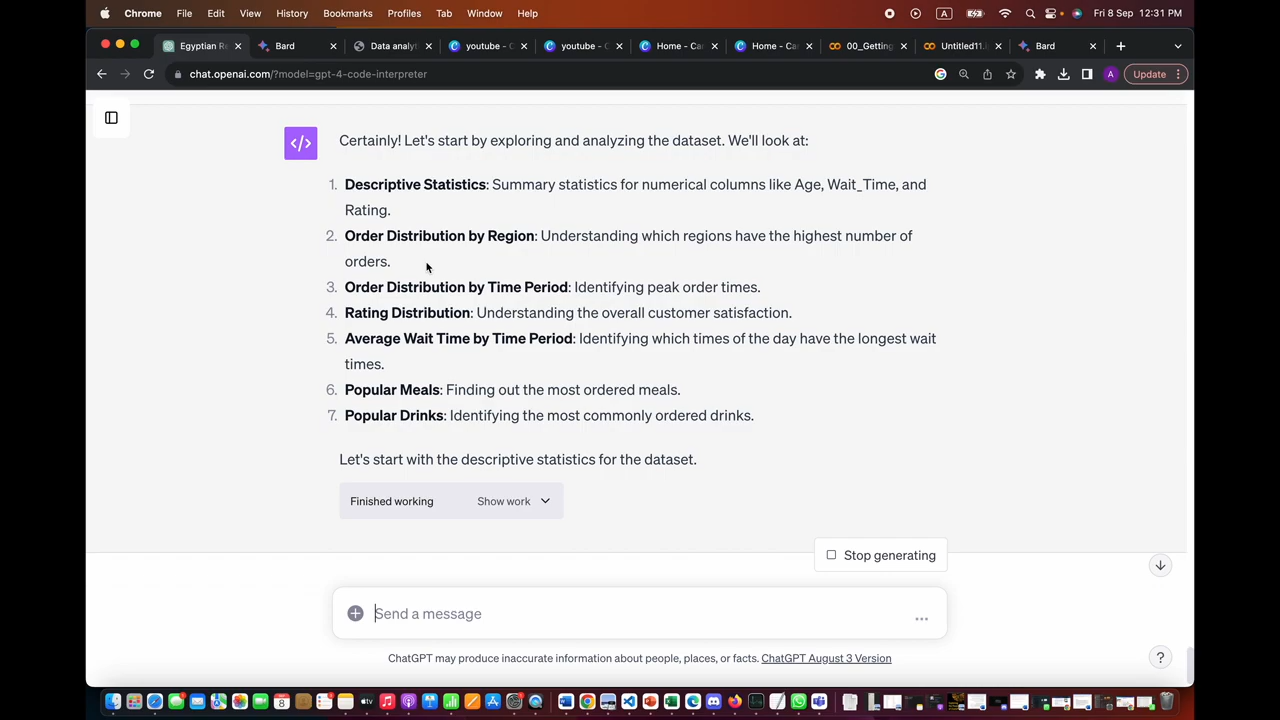 Chrome File Edit View History Bookmarks Profiles Tab Window Help A Fri 8 Sep 12:31 PM
Egyptian Re Bard Data analyt youtube - C youtube - C Home - Can Home - Can 00_Getting Untitled11.i Bard
chat.openai.com/?model=gpt-4-code-interpreter A Update
</> Certainly! Let's start by exploring and analyzing the dataset. We'll look at:
1. Descriptive Statistics: Summary statistics for numerical columns like Age, Wait_Time, and
Rating.
2. Order Distribution by Region: Understanding which regions have the highest number of
orders.
3. Order Distribution by Time Period: Identifying peak order times.
4. Rating Distribution: Understanding the overall customer satisfaction.
5. Average Wait Time by Time Period: Identifying which times of the day have the longest wait
times.
6. Popular Meals: Finding out the most ordered meals.
7. Popular Drinks: Identifying the most commonly ordered drinks.
Let's start with the descriptive statistics for the dataset.
Finished working Show work
Stop generating
Send a message ...
ChatGPT may produce inaccurate information about people, places, or facts. ChatGPT August 3 Version ?